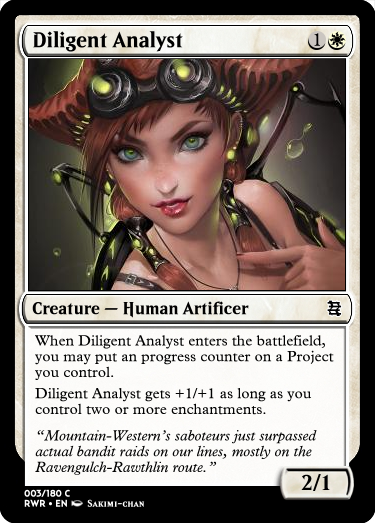 Diligent Analyst 1
Creature — Human Artificer
When Diligent Analyst enters the battlefield,
you may put an progress counter on a Project
you control.
Diligent Analyst gets +1/+1 as long as you
control two or more enchantments.
“Mountain-Western’s saboteurs just surpassed
actual bandit raids on our lines, mostly on the
Ravengulch-Rawthlin route.”
2/1
003/180 C
RWR • EN Sakimi-chan